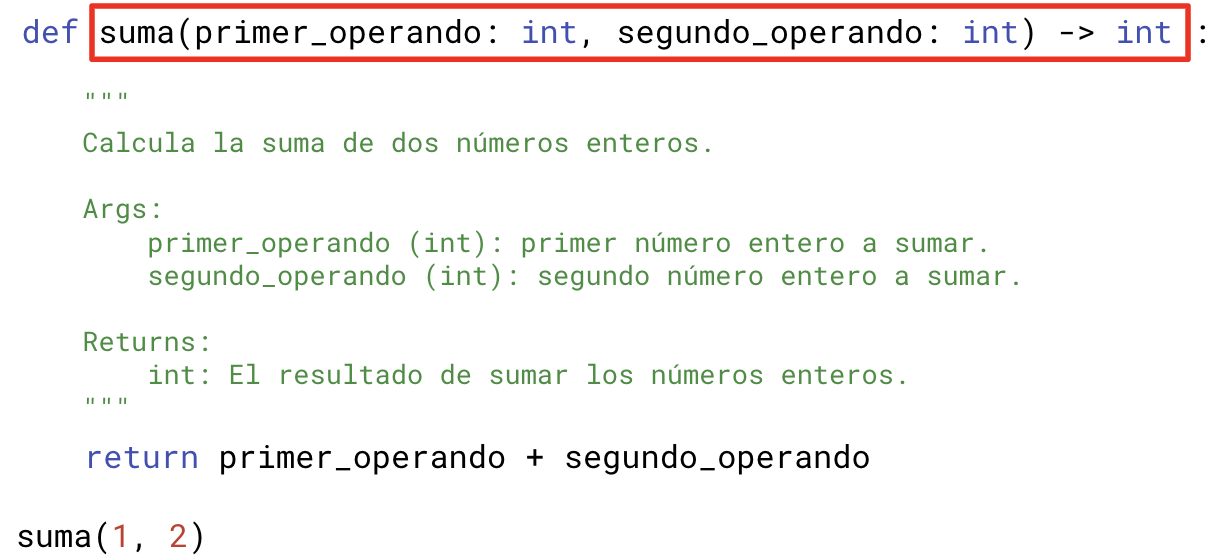 def suma(primer_operando: int, segundo_operando: int) -> int :
"""
Calcula la suma de dos números enteros.
Args:
primer_operando (int): primer número entero a sumar.
segundo_operando (int): segundo número entero a sumar.
Returns:
int: El resultado de sumar los números enteros.
"""
return primer_operando + segundo_operando
suma(1, 2)